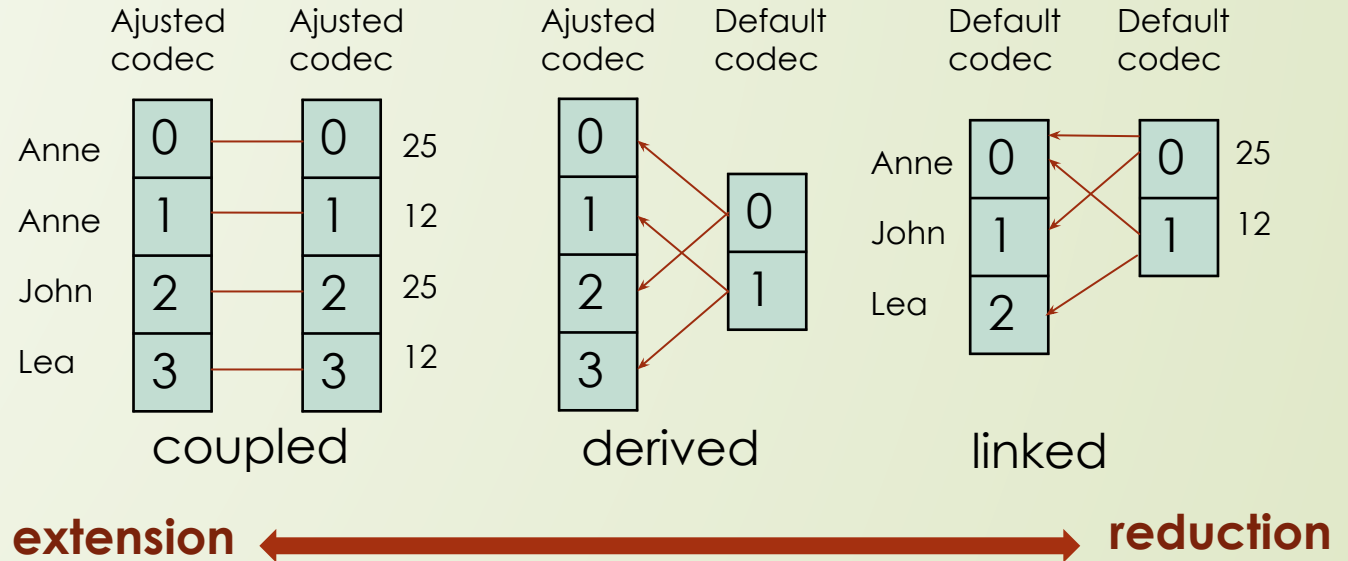 Ajusted
codec
Ajusted
codec
Ajusted
codec
Default
codec
Default
codec
Default
codec
Anne 0 0 25
Anne 1 1 12
John 2 2 25
Lea 3 3 12
coupled
0
1
2
3
0
1
derived
Anne 0 0 25
John 1 1 12
Lea 2
linked
extension
reduction